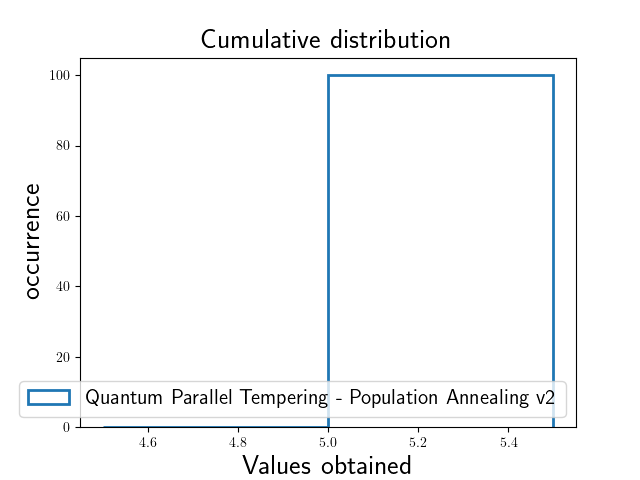 Cumulative distribution
100
80
60
40
20
0
occurrence
Quantum Parallel Tempering - Population Annealing v2
4.6 4.8 5.0 5.2 5.4
Values obtained